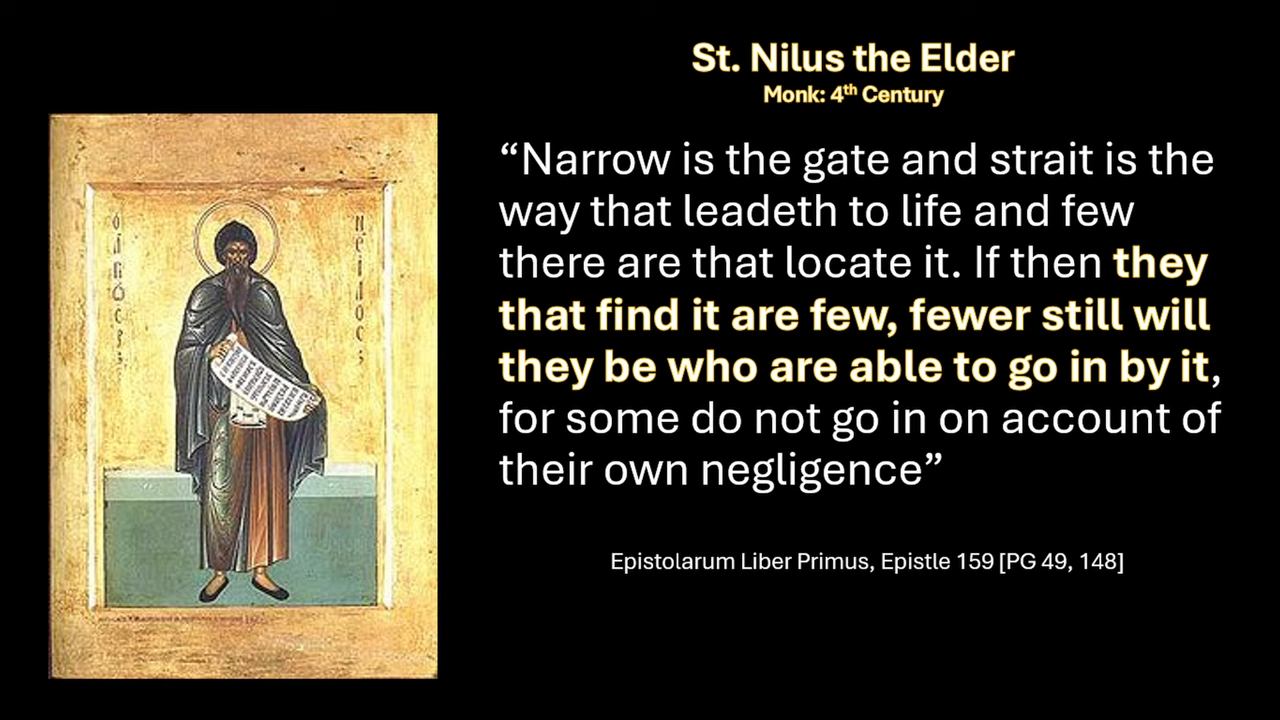 St. Nilus the Elder
Monk: 4th Century
“Narrow is the gate and strait is the
way that leadeth to life and few
there are that locate it. If then they
that find it are few, fewer still will
they be who are able to go in by it,
for some do not go in on account of
their own negligence”
Epistolarum Liber Primus, Epistle 159 [PG 49, 148]